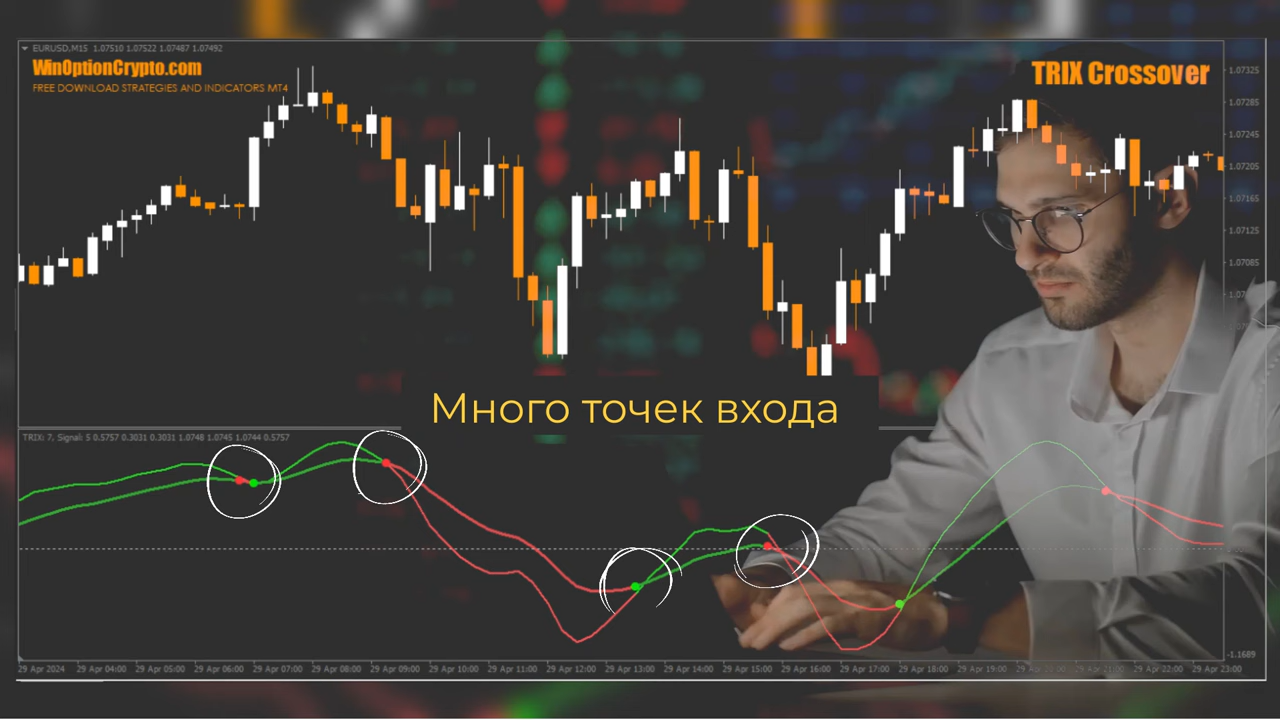 EURUSD.M15 1.07510 1.07522 1.07487 1.07492
WinOptionCrypto.com
FREE DOWNLOAD STRATEGIES AND INDICATORS MT4
TRIX Crossover
1.07325
1.07285
1.07245
1.07205
1.07165
1.07125
1.07085
Много точек входа
TRIX: 7, Signal: 5 0.5757 0.3031 0.3031 1.0748 1.0745 1.0744 0.5757
-1.1689
29 Apr 2024 29 Apr 04:00 29 Apr 05:00 29 Apr 06:00 29 Apr 07:00 29 Apr 08:00 29 Apr 09:00 29 Apr 10:00 29 Apr 11:00 29 Apr 12:00 29 Apr 13:00 29 Apr 14:00 29 Apr 15:00 29 Apr 16:00 29 Apr 17:00 29 Apr 18:00 29 Apr 19:00 29 Apr 21:00 29 Apr 22:00 29 Apr 23:00